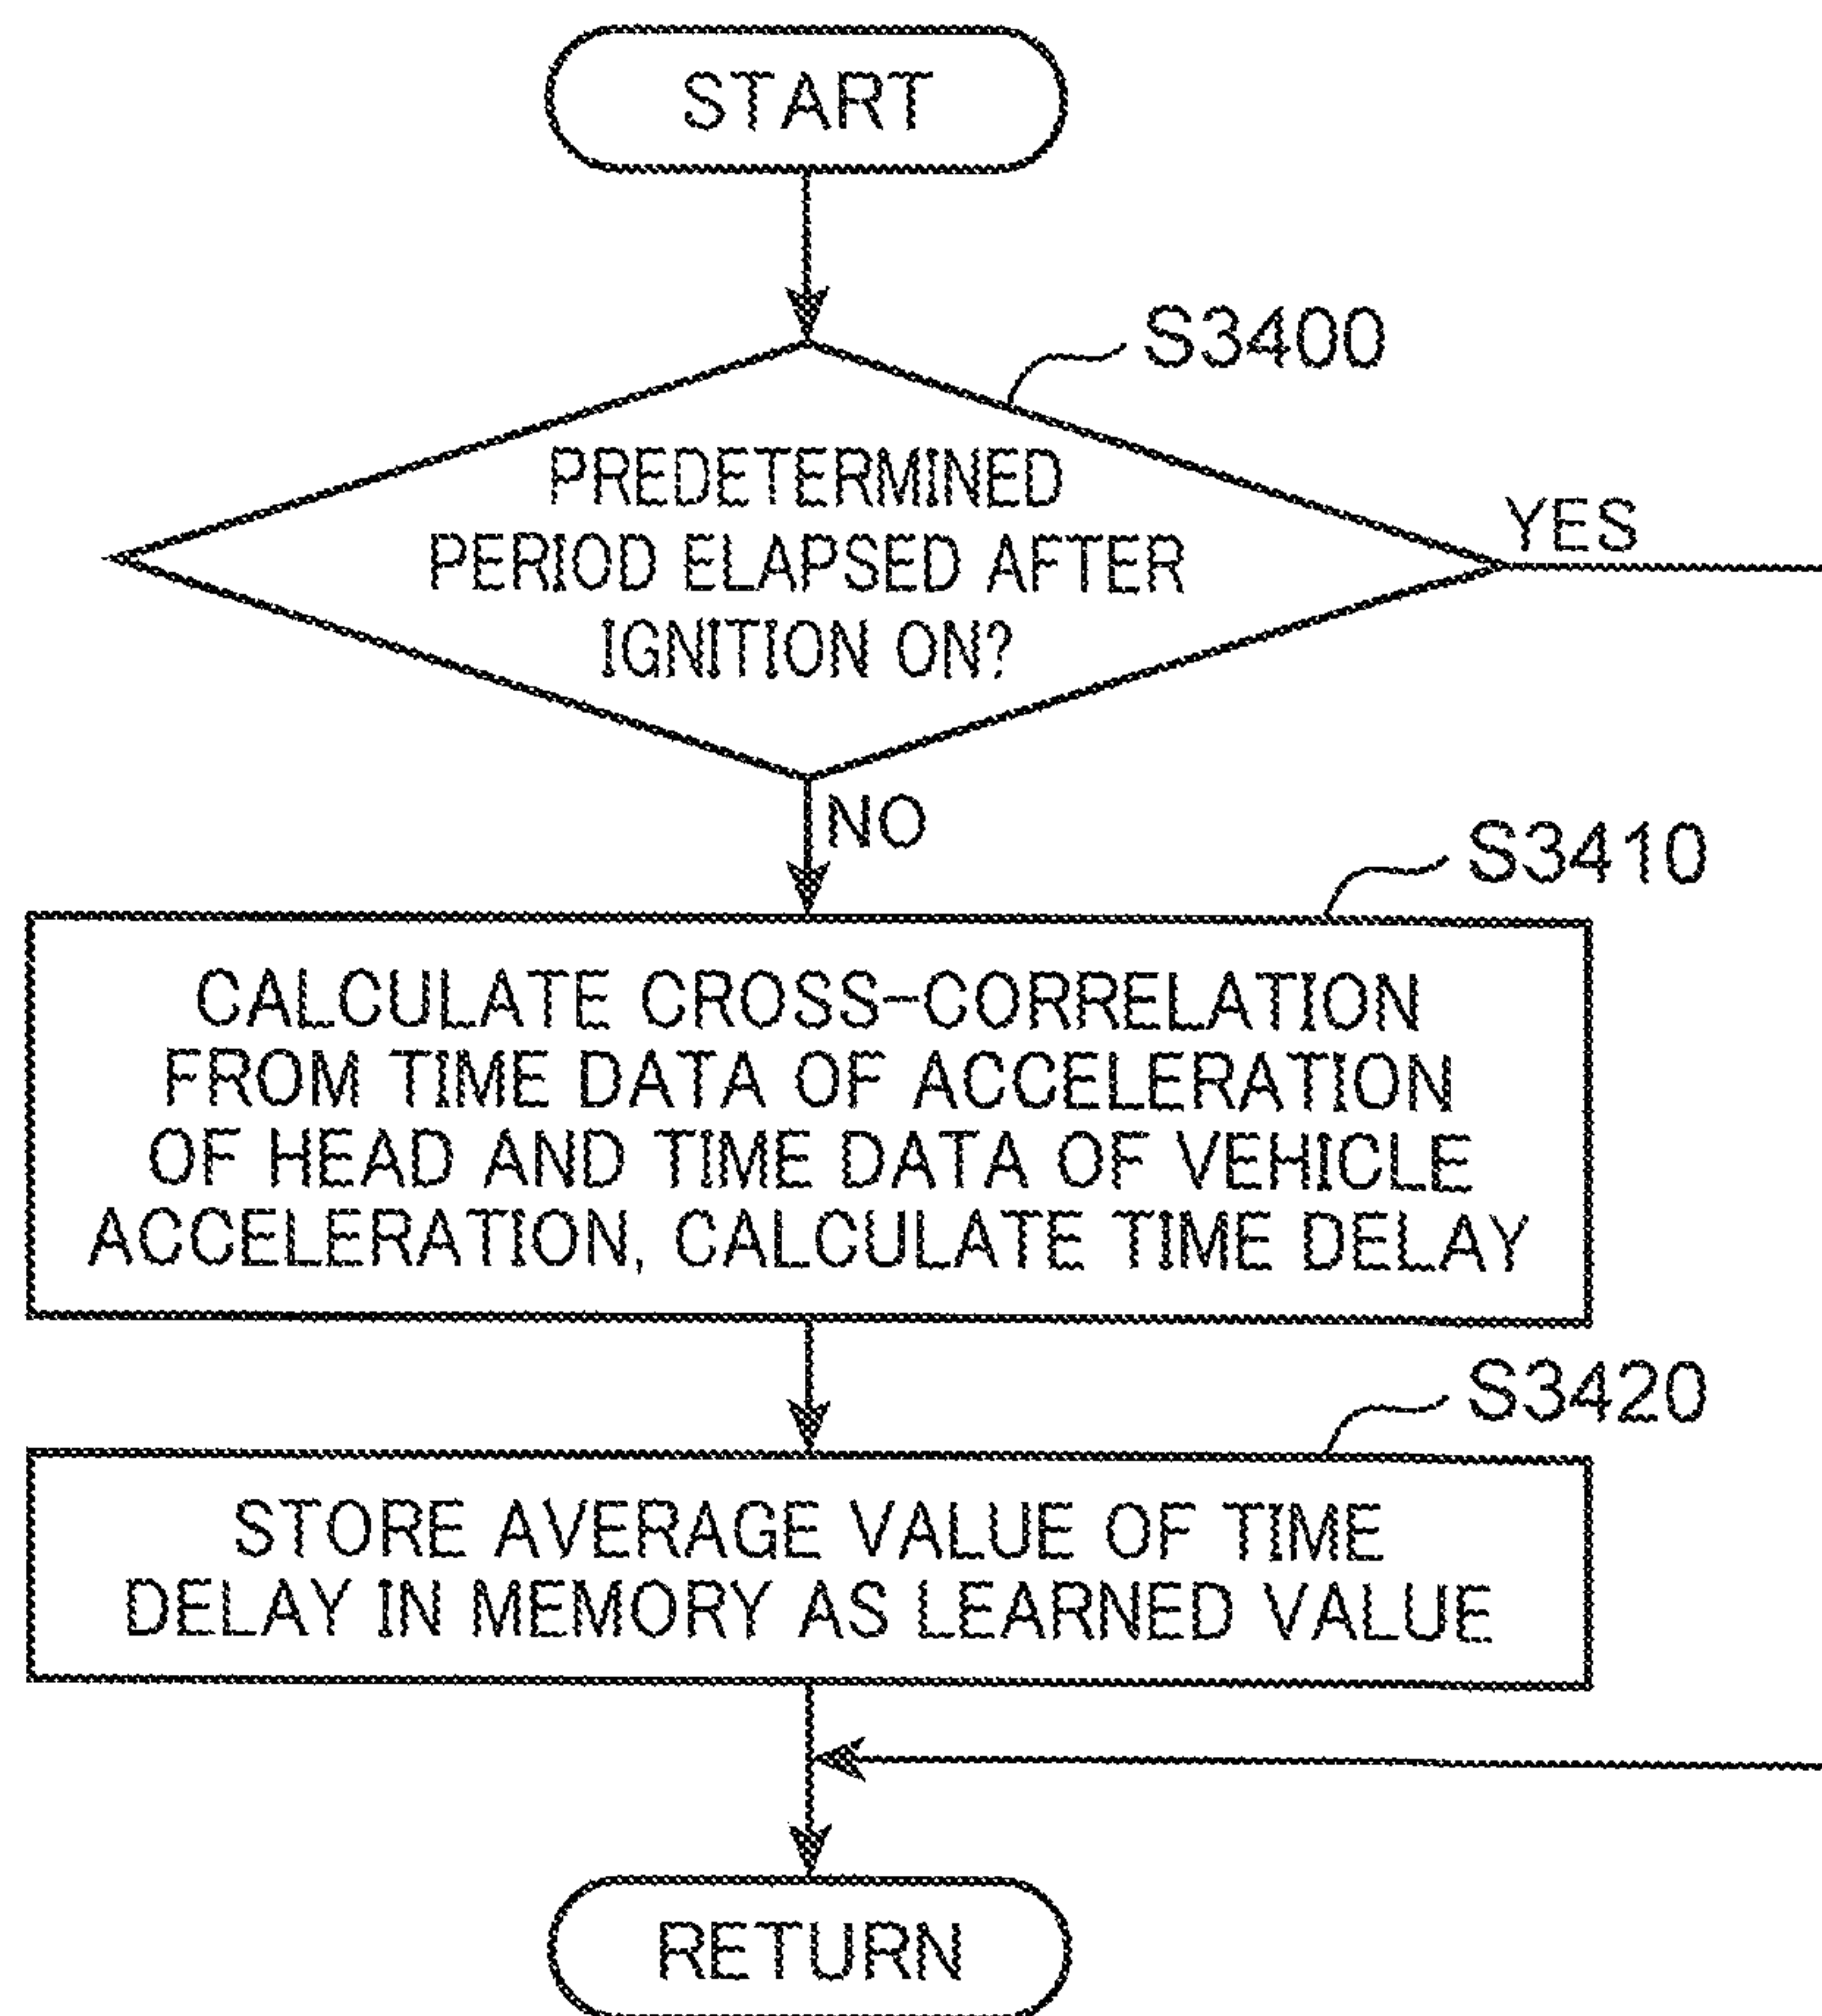 START
S3400
PREDETERMINED
PERIOD ELAPSED AFTER
IGNITION ON?
YES
NO
S3410
CALCULATE CROSS-CORRELATION
FROM TIME DATA OF ACCELERATION
OF HEAD AND TIME DATA OF VEHICLE
ACCELERATION, CALCULATE TIME DELAY
S3420
STORE AVERAGE VALUE OF TIME
DELAY IN MEMORY AS LEARNED VALUE
RETURN